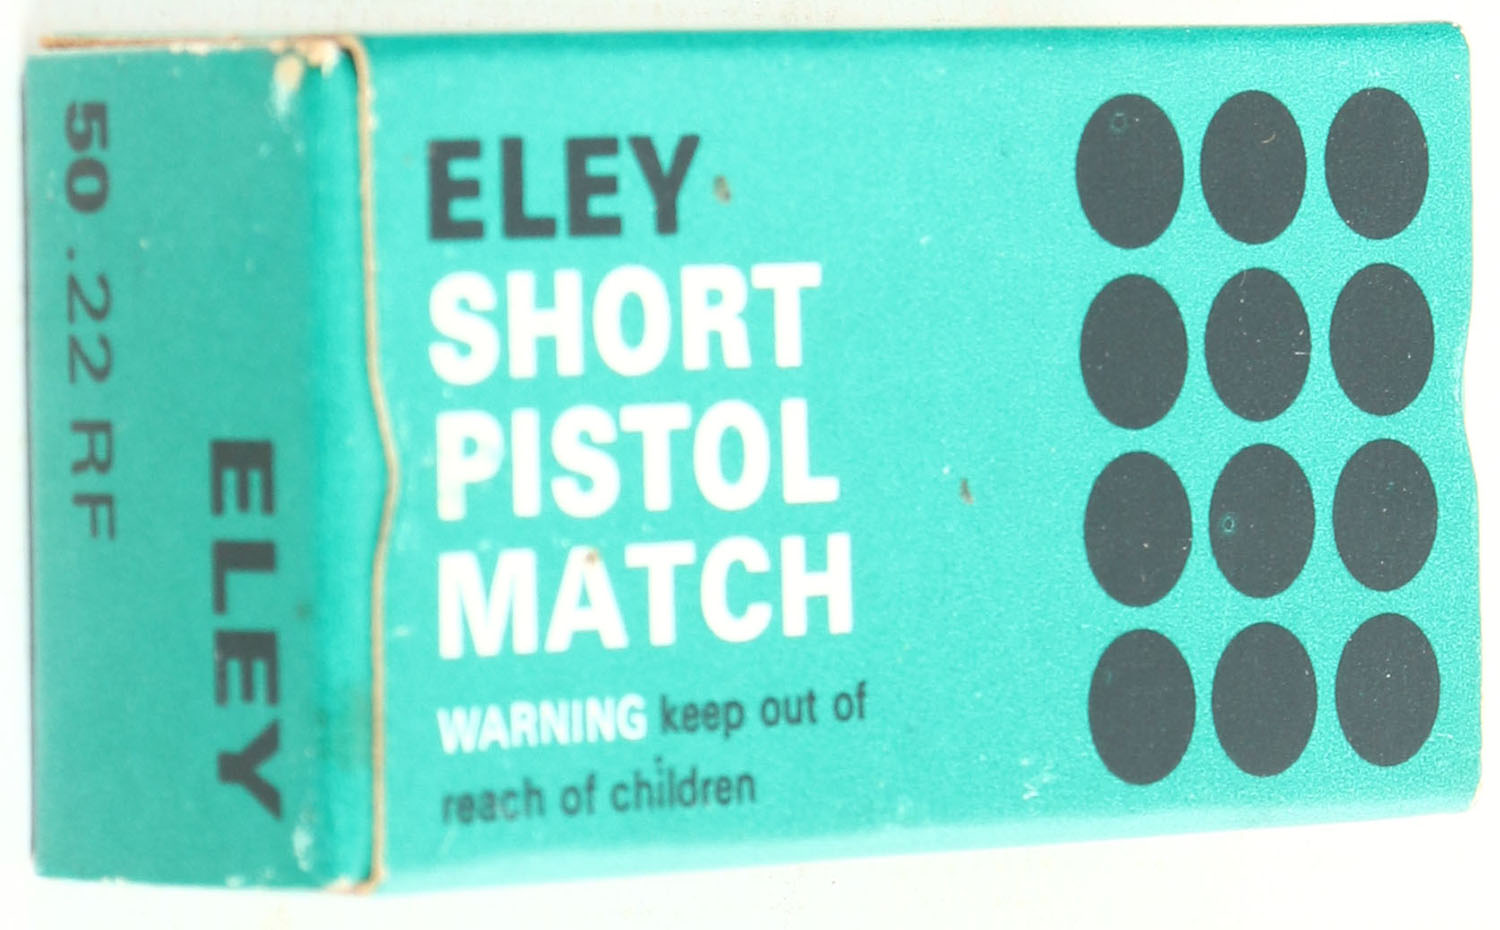 ELEY
SHORT
PISTOL
MATCH
WARNING keep out of
reach of children
50 .22 RF
ELEY